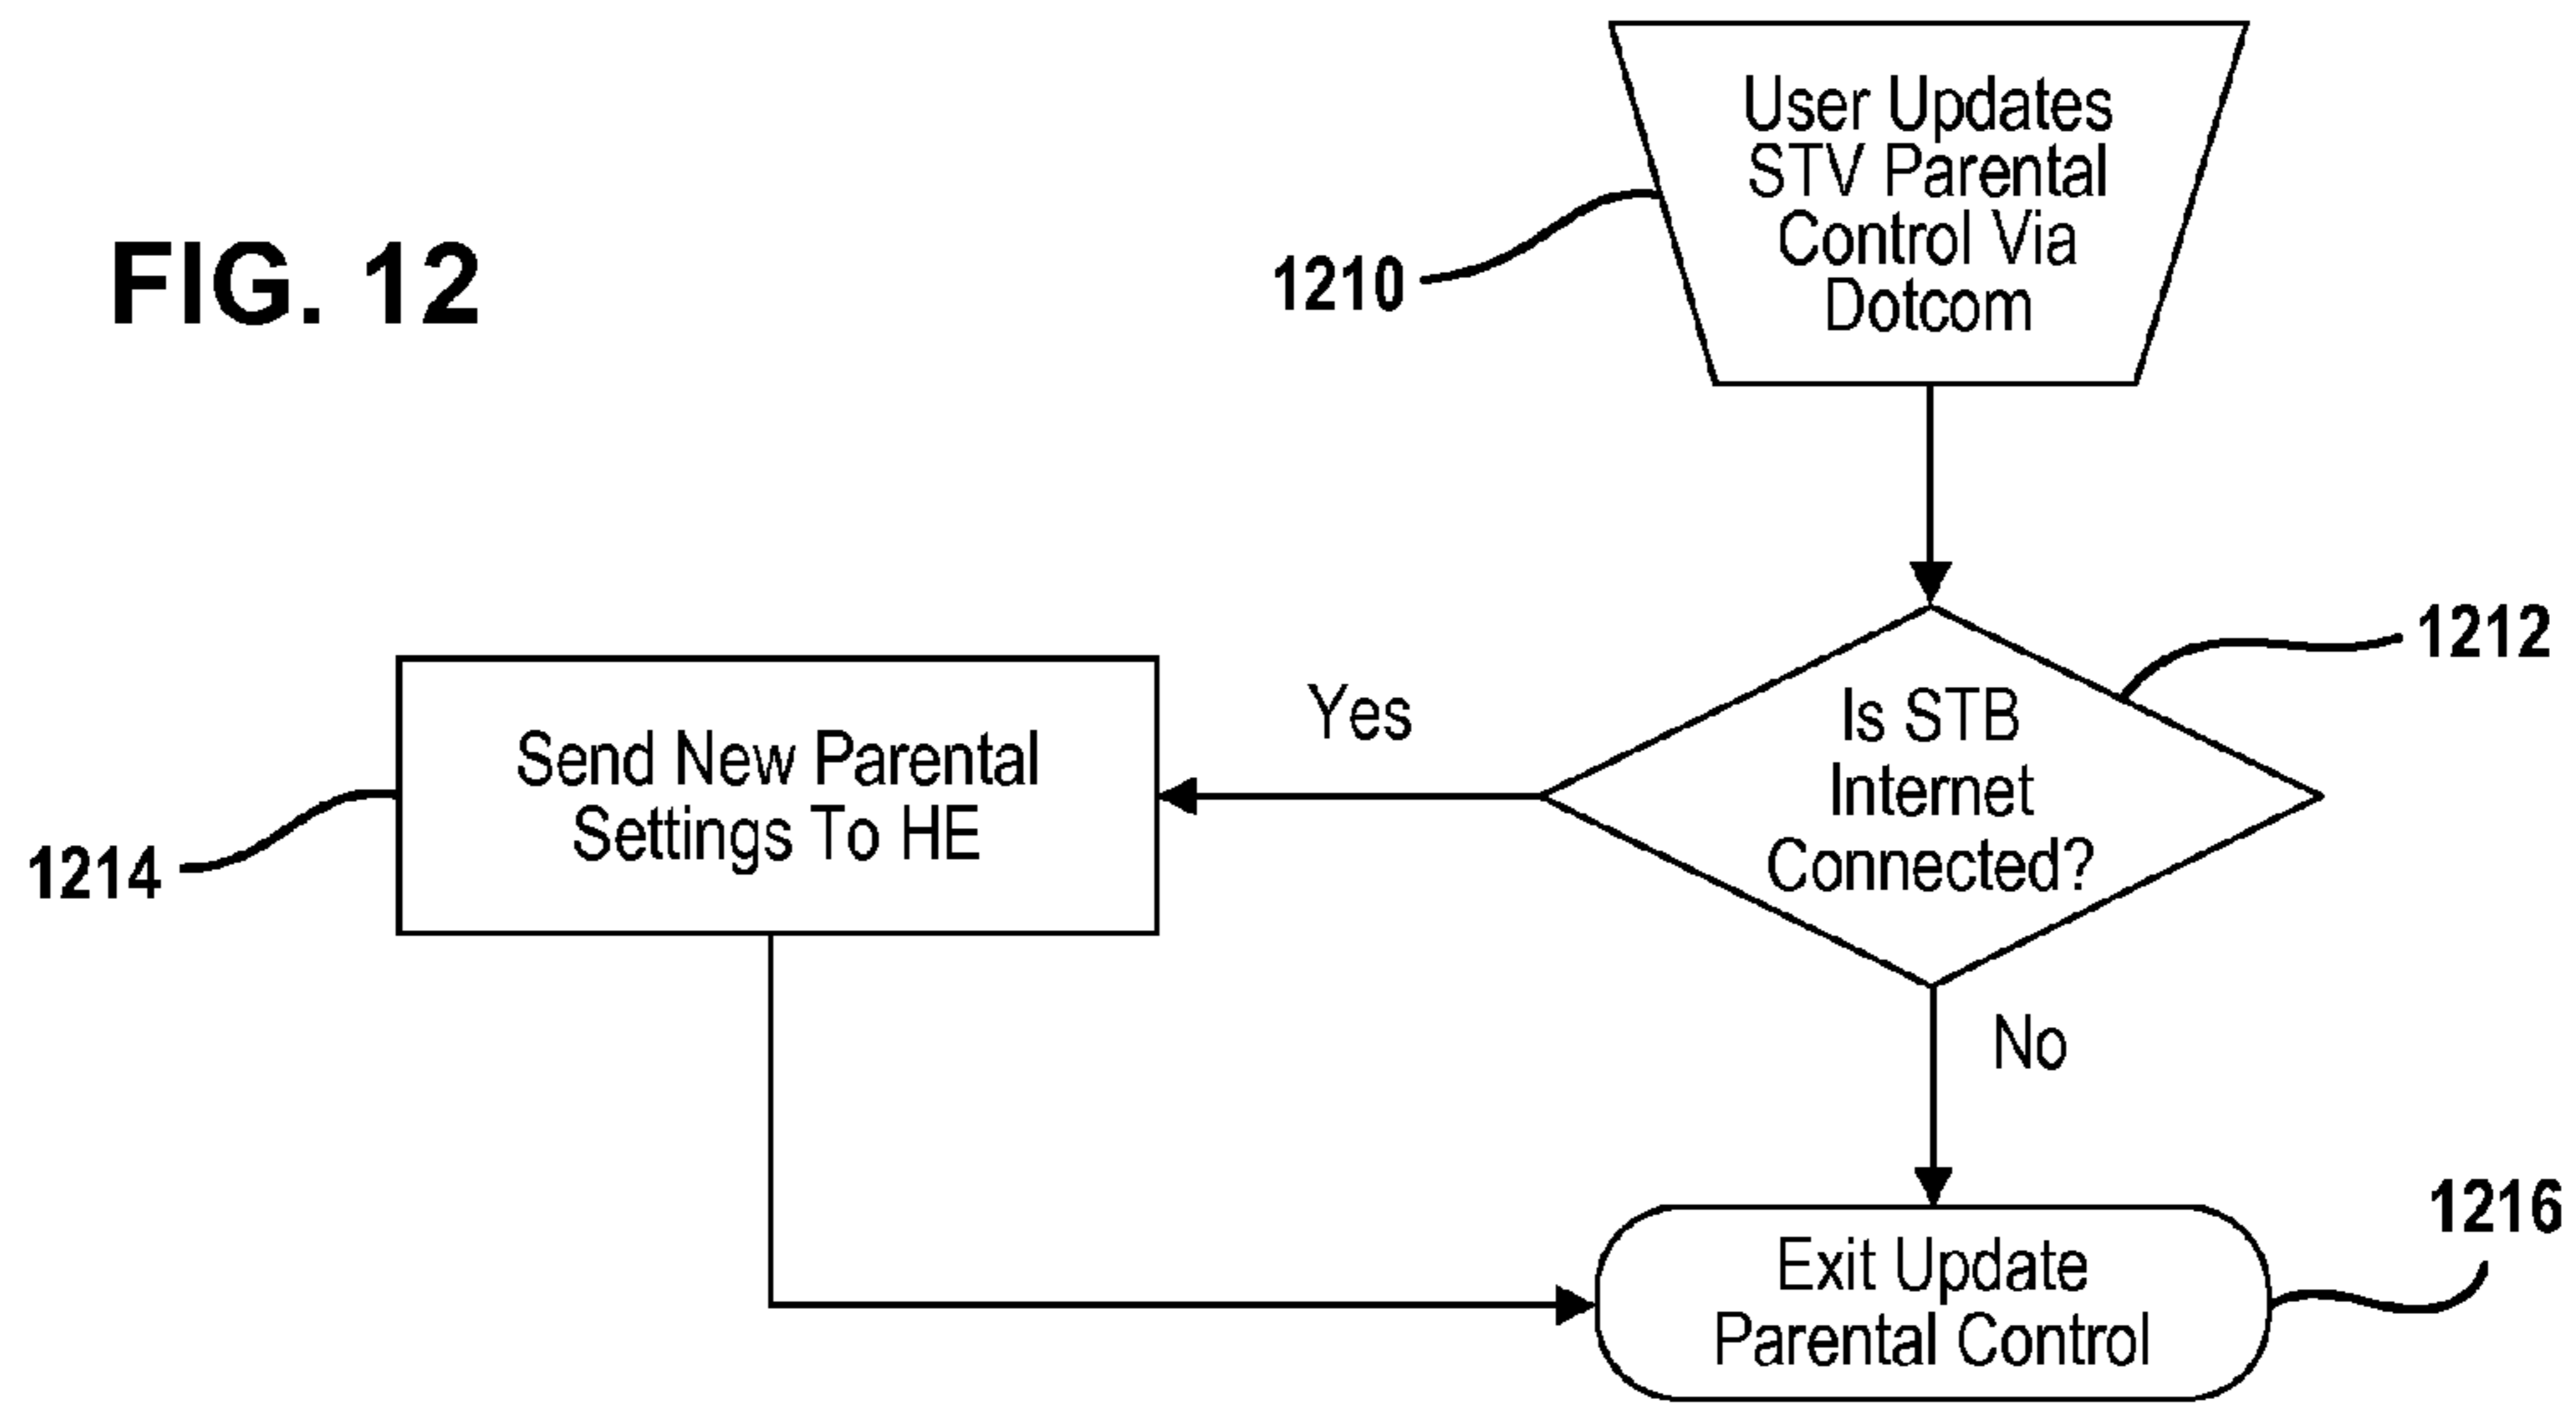 FIG. 12
User Updates
STV Parental
Control Via
Dotcom
1210
1212
Is STB
Internet
Connected?
Yes
Send New Parental
Settings To HE
1214
No
1216
Exit Update
Parental Control